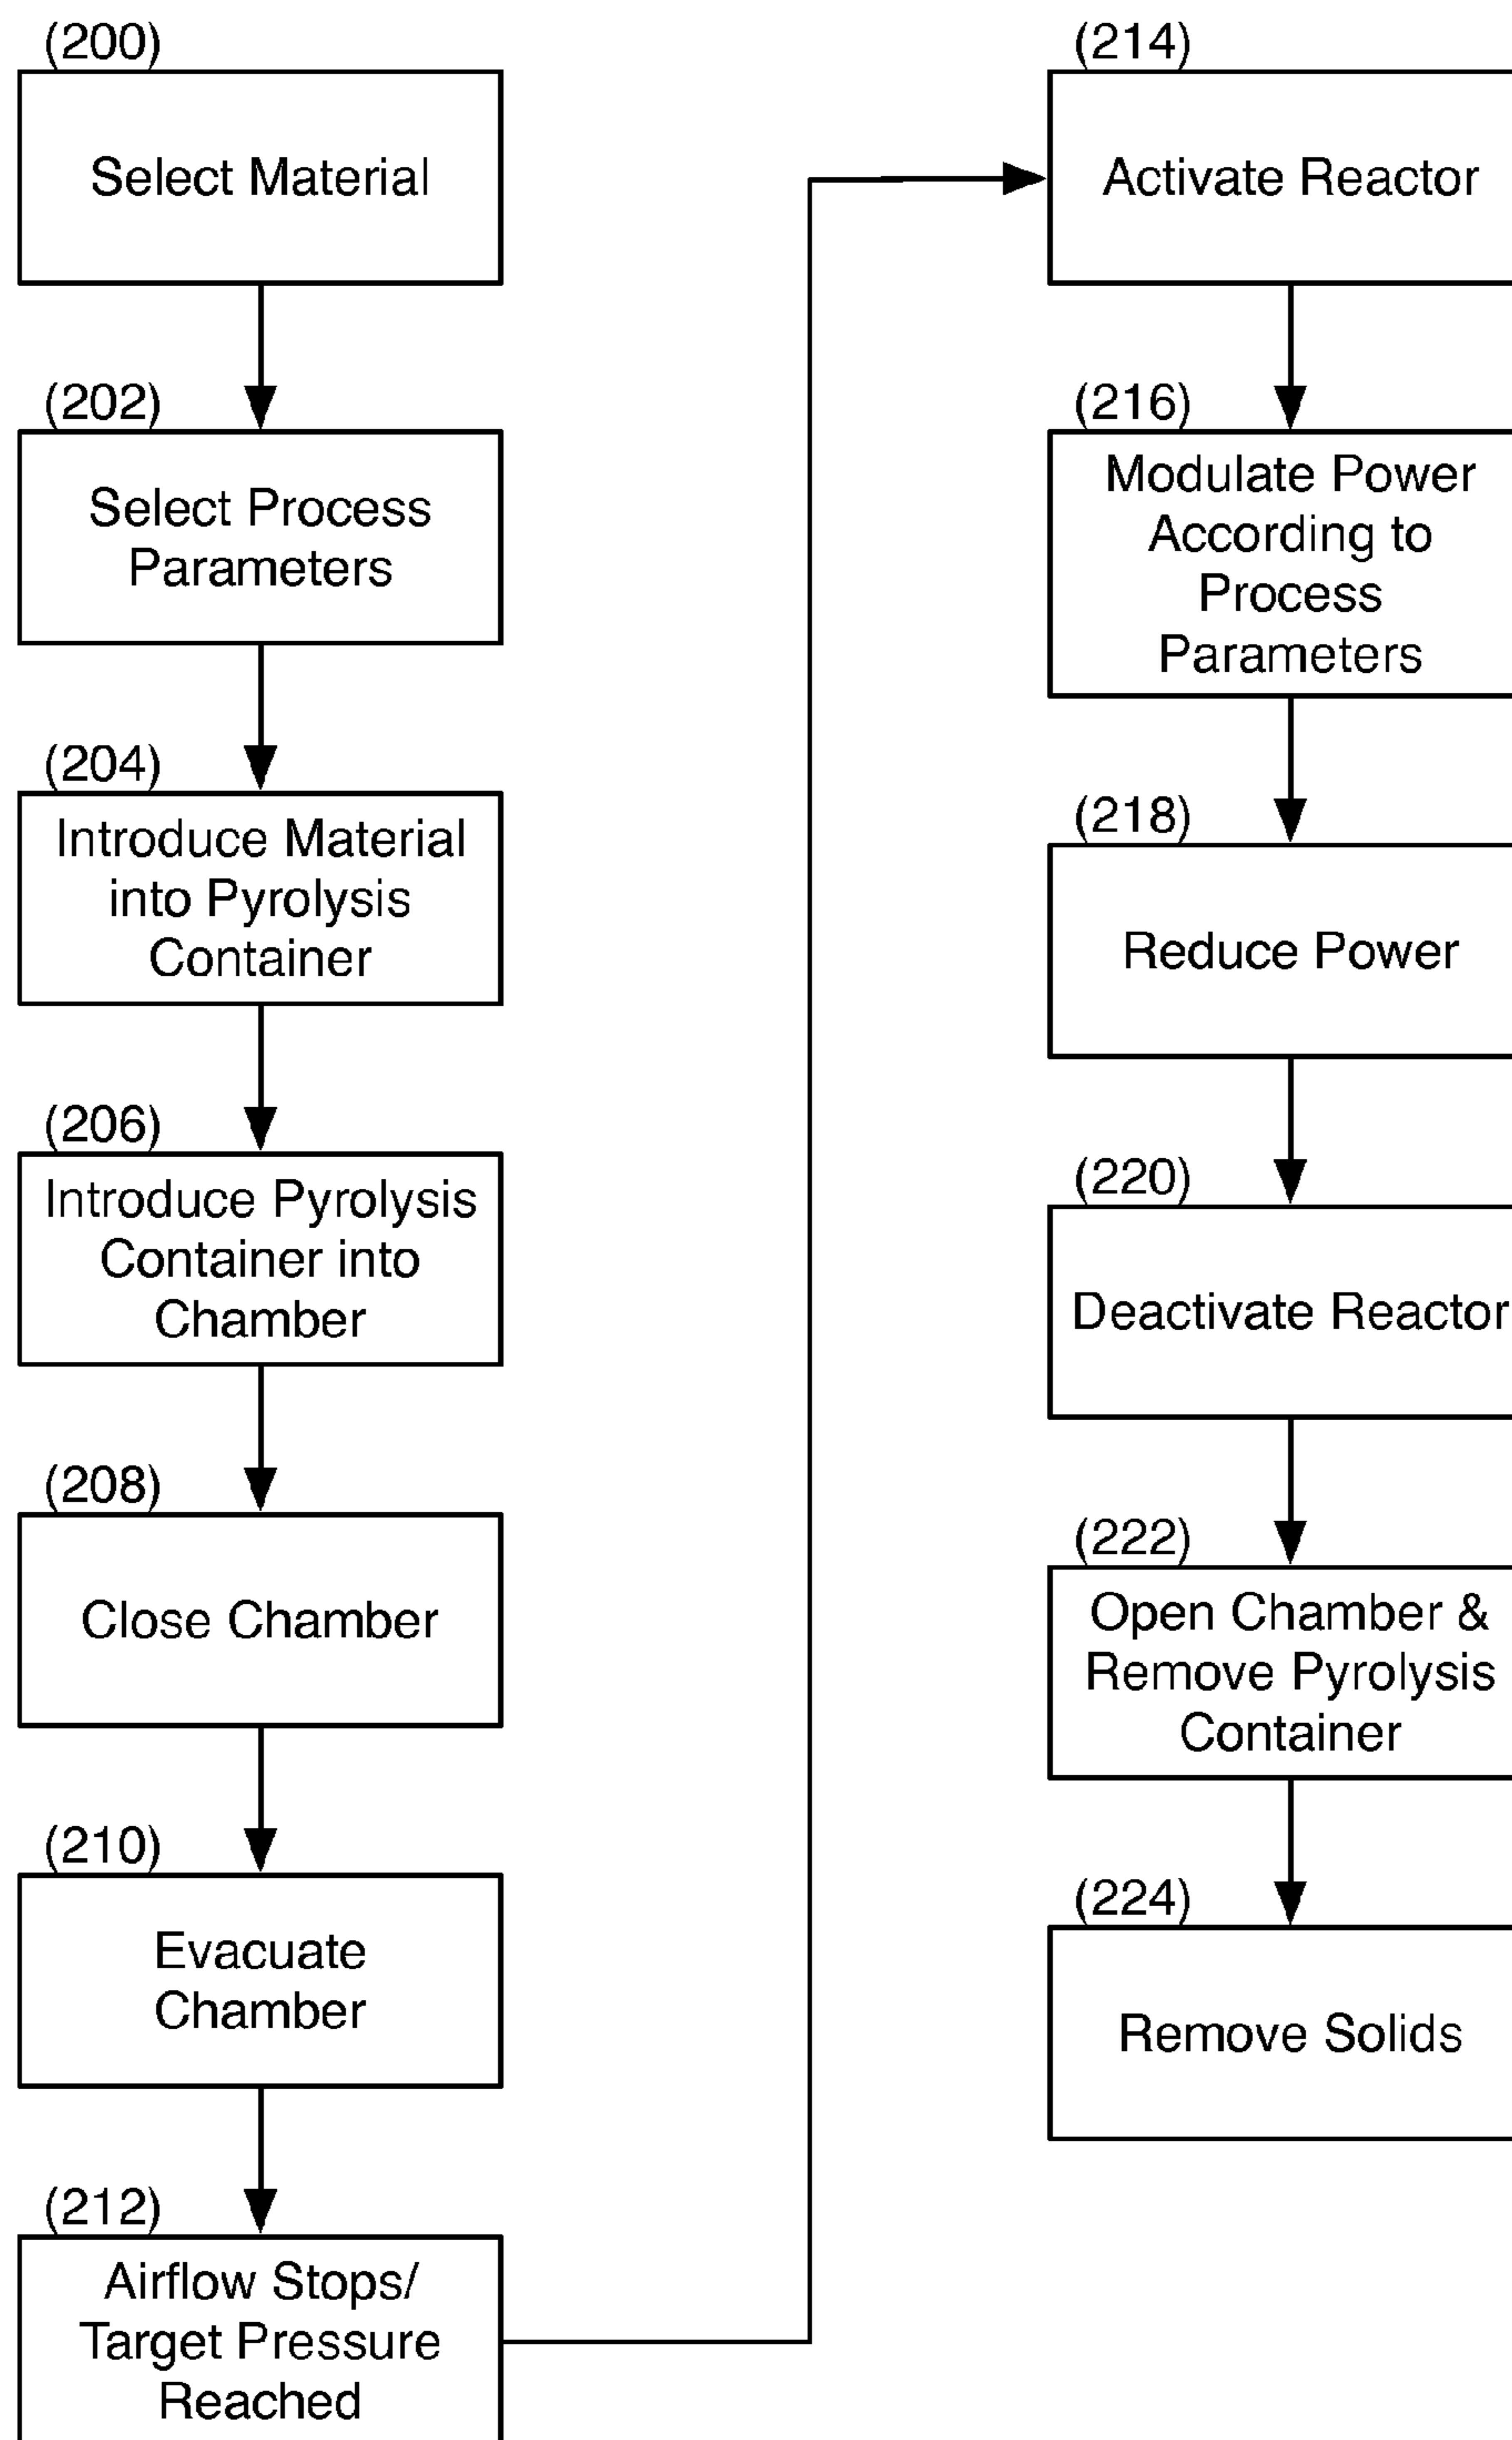 (200)
Select Material
(202)
Select Process
Parameters
(204)
Introduce Material
into Pyrolysis
Container
(206)
Introduce Pyrolysis
Container into
Chamber
(208)
Close Chamber
(210)
Evacuate
Chamber
(212)
Airflow Stops/
Target Pressure
Reached
(214)
Activate Reactor
(216)
Modulate Power
According to
Process
Parameters
(218)
Reduce Power
(220)
Deactivate Reactor
(222)
Open Chamber &
Remove Pyrolysis
Container
(224)
Remove Solids